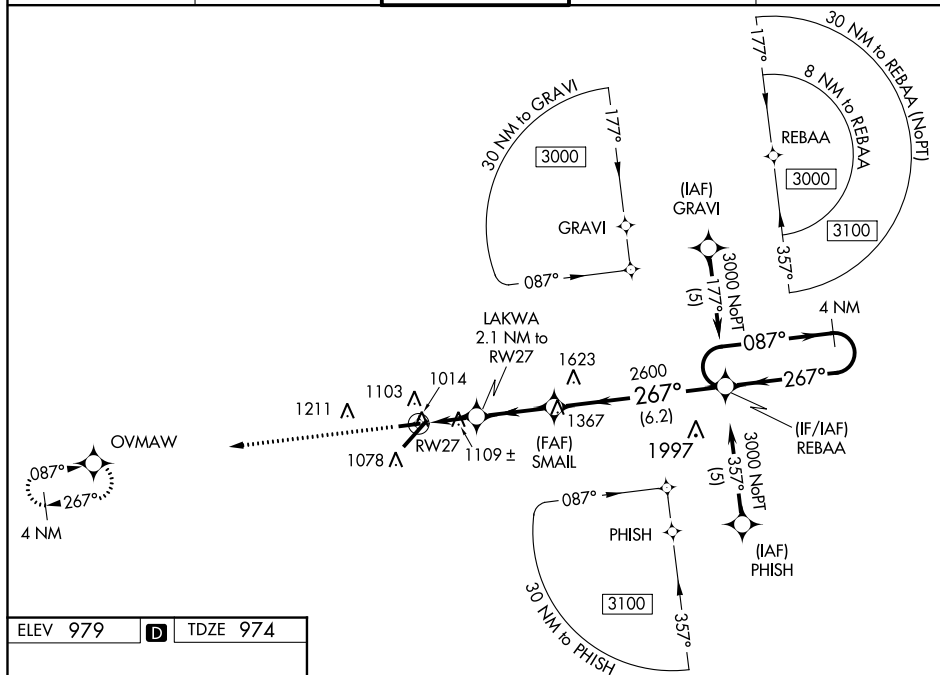 30 NM to REBAA (NoPT)
177°
8 NM to REBAA
REBAA
3000
3100
357°
30 NM to GRAVI
177°
3000
GRAVI
087°
(IAF)
GRAVI
3000 NoPT
177°
(5)
4 NM
087°
267°
LAKWA
2.1 NM to
RW27
1623
2600
267°
(6.2)
1367
(FAF)
SMAIL
(IF/IAF)
REBAA
1997
1103
1014
1211
RW27
1078
1109 ±
OVMAW
087°
267°
4 NM
3000 NoPT
357°
(5)
(IAF)
PHISH
087°
PHISH
3100
357°
30 NM to PHISH
ELEV 979 D TDZE 974